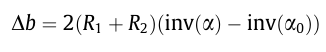 Δb = 2(R₁ + R₂)(inv(α) − inv(α₀))